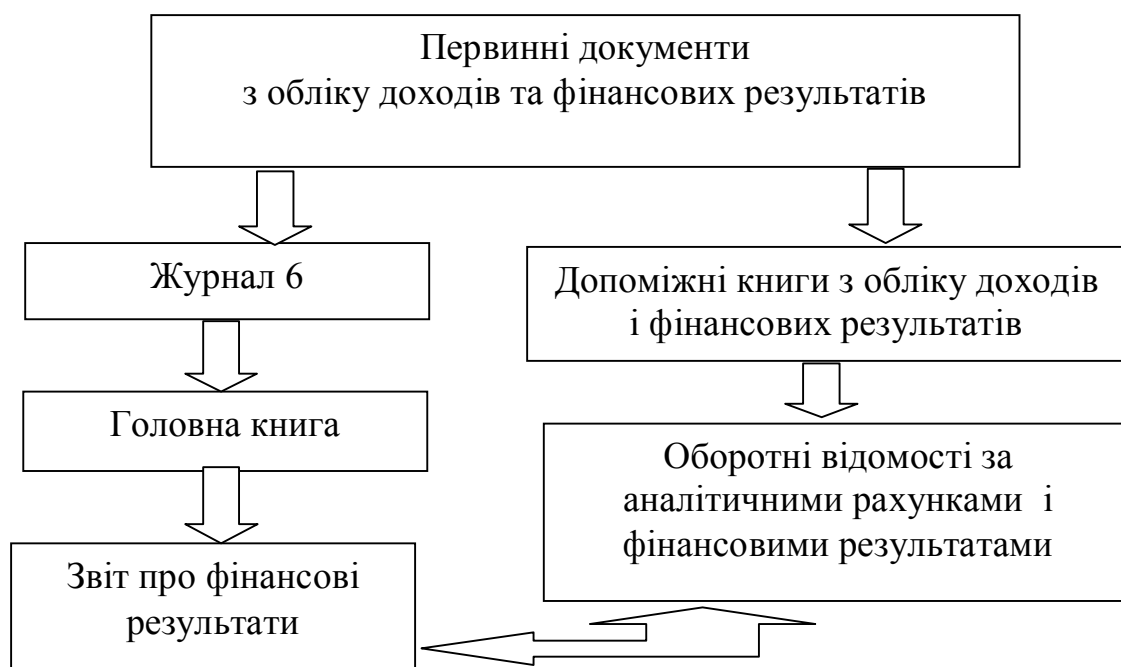 Первинні документи
з обліку доходів та фінансових результатів
Журнал 6
Допоміжні книги з обліку доходів
і фінансових результатів
Головна книга
Оборотні відомості за
аналітичними рахунками і
фінансовими результатами
Звіт про фінансові
результати